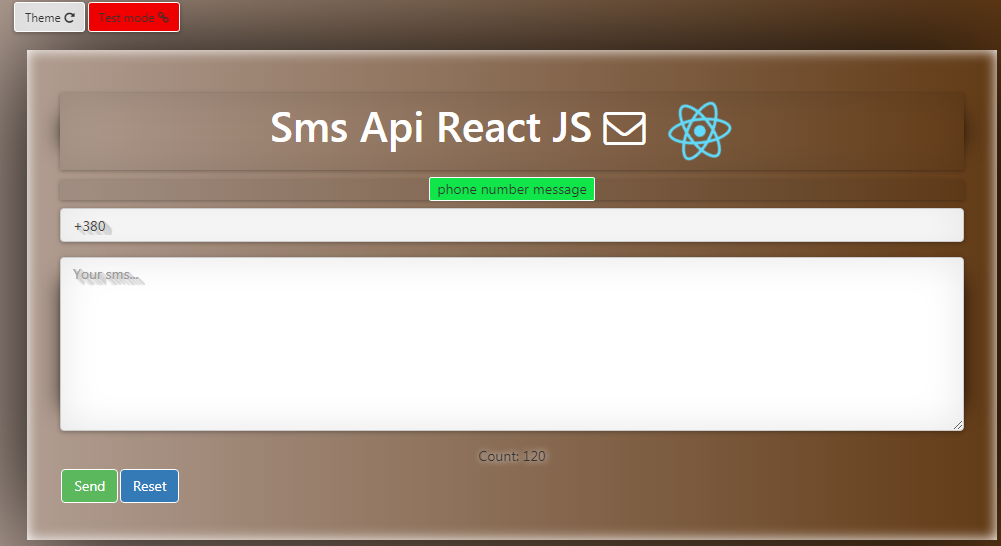 Theme Test mode
Sms Api React JS
phone number message
+380
Your sms...
Count: 120
Send Reset